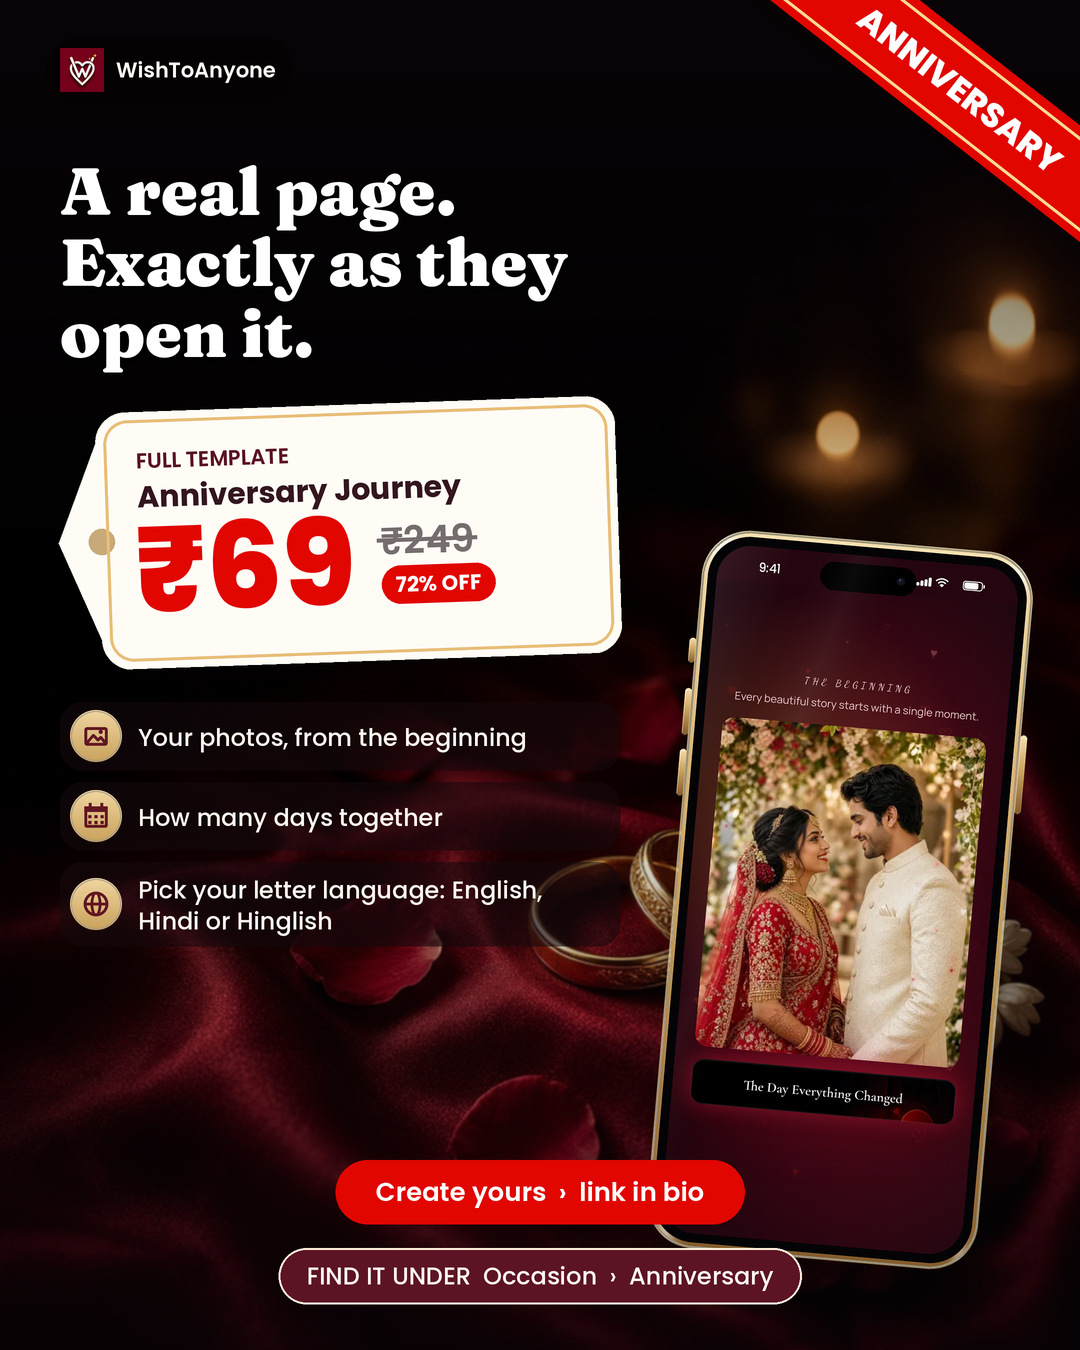 WishToAnyone
ANNIVERSARY
A real page.
Exactly as they
open it.
FULL TEMPLATE
Anniversary Journey
₹69
₹249
72% OFF
Your photos, from the beginning
How many days together
Pick your letter language: English,
Hindi or Hinglish
9:41
THE BEGINNING
Every beautiful story starts with a single moment.
The Day Everything Changed
Create yours › link in bio
FIND IT UNDER Occasion › Anniversary